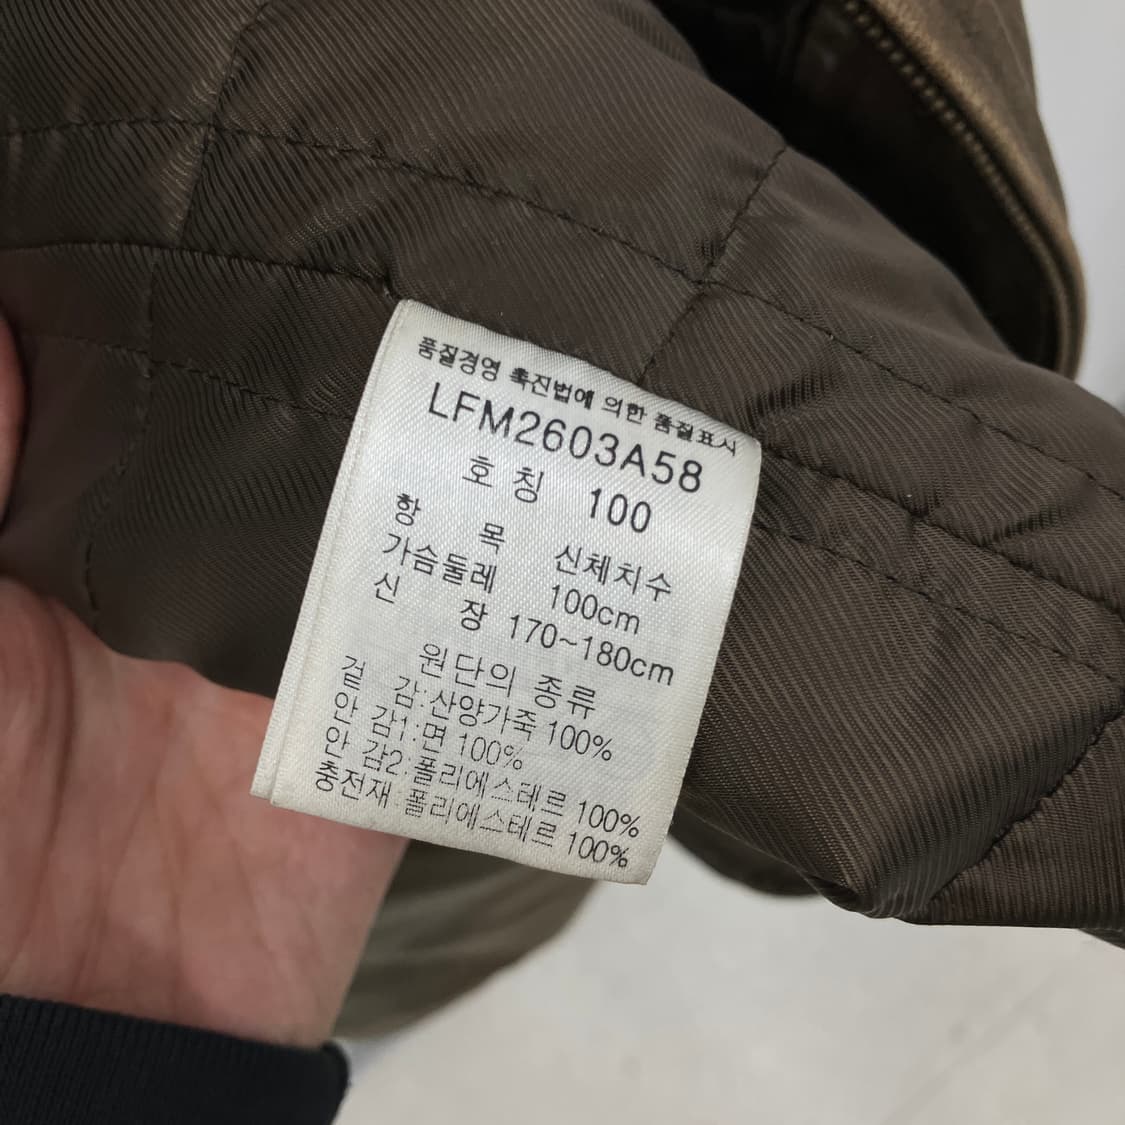 품질경영 촉진법에 의한 품질표시
LFM2603A58
호 칭 100
항 목 신체치수
가슴둘레 100cm
신 장 170~180cm
원단의 종류
겉 감:산양가죽 100%
안 감1:면 100%
안 감2:폴리에스테르 100%
충전재:폴리에스테르 100%